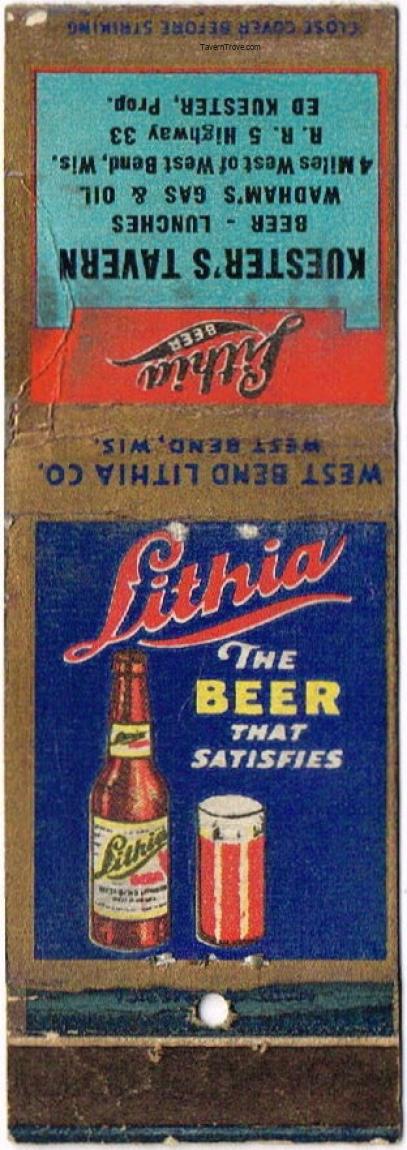 CLOSE COVER BEFORE STRIKING
TavernTrove.com
Lithia
BEER
KUESTER'S TAVERN
BEER - LUNCHES
WADHAM'S GAS & OIL
4 Miles West of West Bend, Wis.
R. R. 5 Highway 33
ED KUESTER, Prop.
WEST BEND LITHIA CO.
WEST BEND, WIS.
Lithia
THE
BEER
THAT
SATISFIES
Lithia